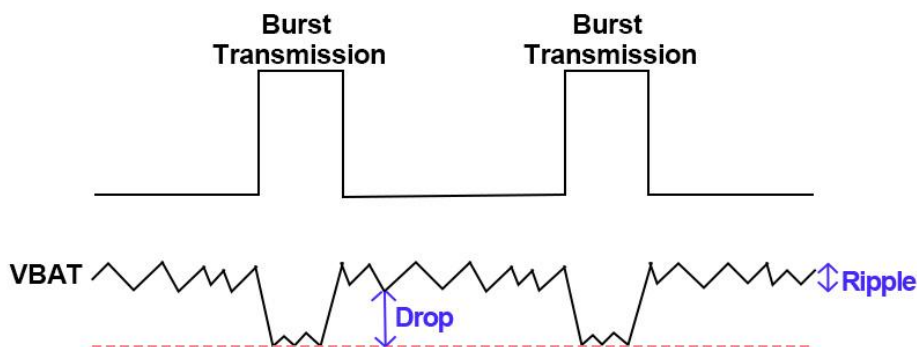 Burst
Transmission
Burst
Transmission
VBAT
Drop
Ripple